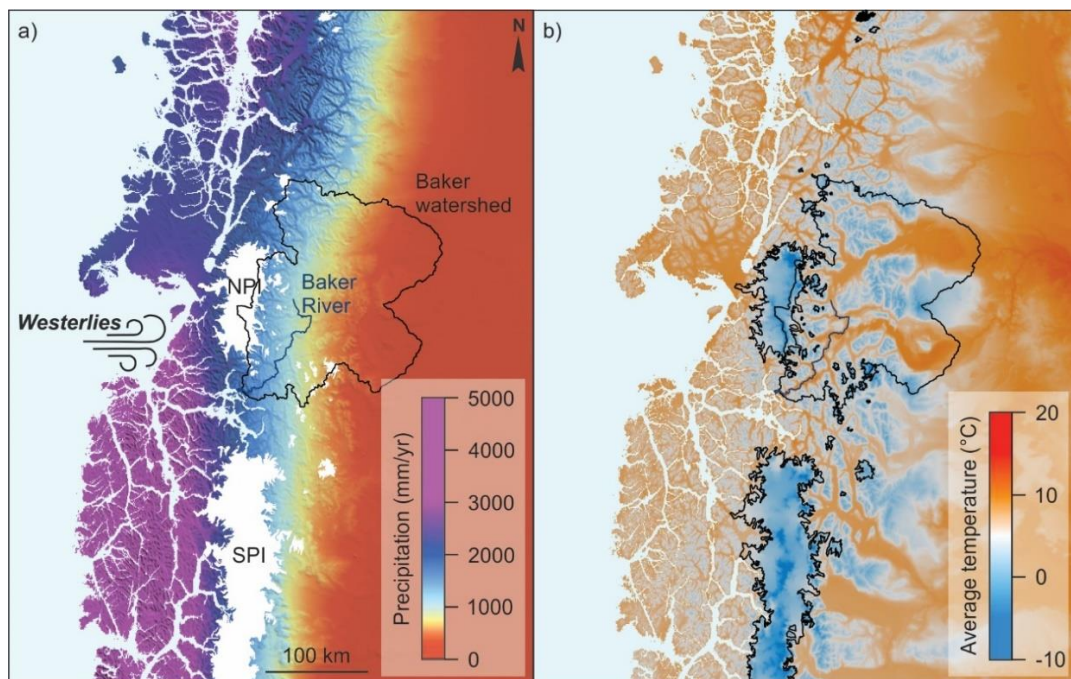 a)
N
Baker
watershed
NPI
Baker
River
Westerlies
SPI
100 km
Precipitation (mm/yr)
5000
4000
3000
2000
1000
0
b)
Average temperature (°C)
20
10
0
-10